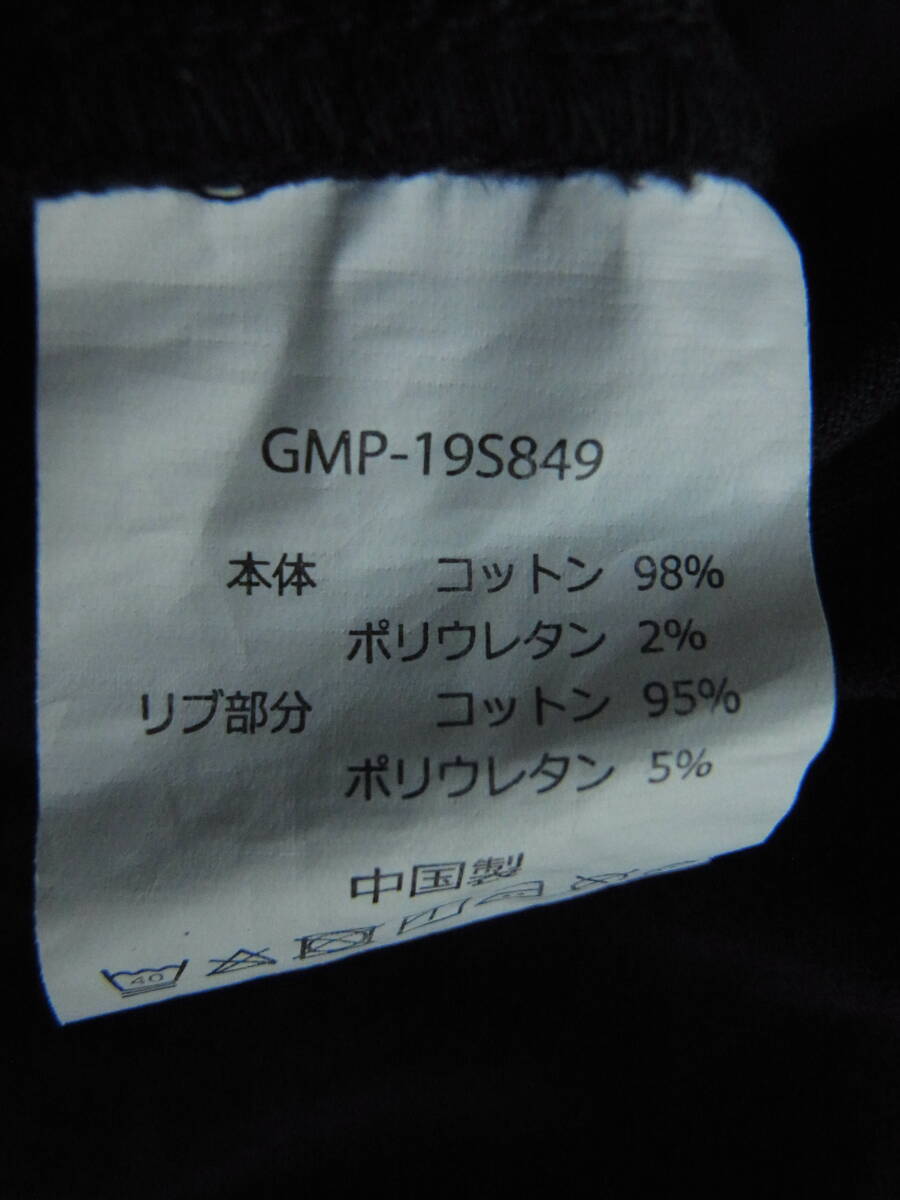 GMP-19S849
本体 コットン 98%
ポリウレタン 2%
リブ部分 コットン 95%
ポリウレタン 5%
中国製
40